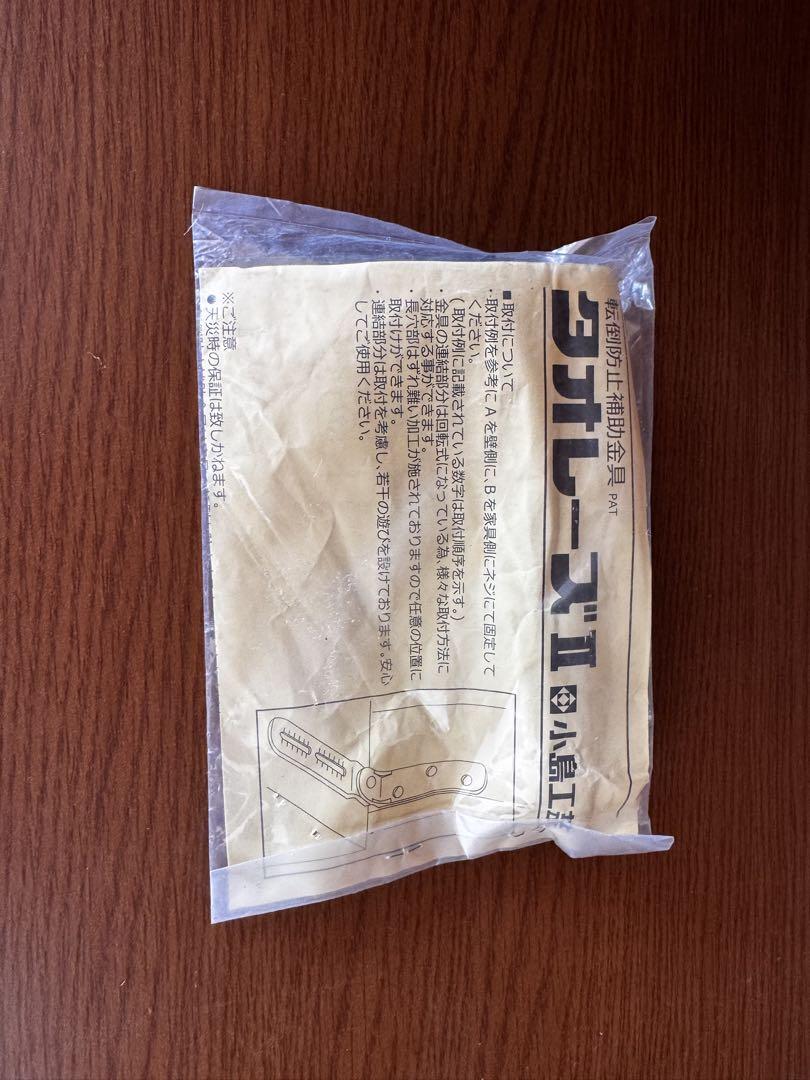 転倒防止補助金具 PAT
タオレーズⅡ 小島工
■取付について
・取付例を参考に A を壁側に、B を家具側にネジにて固定して
ください。
(取付例に記載されている数字は取付順序を示す。)
・金具の連結部分は回転式になっている為、様々な取付方法に
対応する事ができます。
・長穴部はずれ難い加工が施されておりますので任意の位置に
取付けができます。
・連結部分は取付を考慮し、若干の遊びを設けております。安心
してご使用ください。
※ご注意
●天災時の保証は致しかねます。